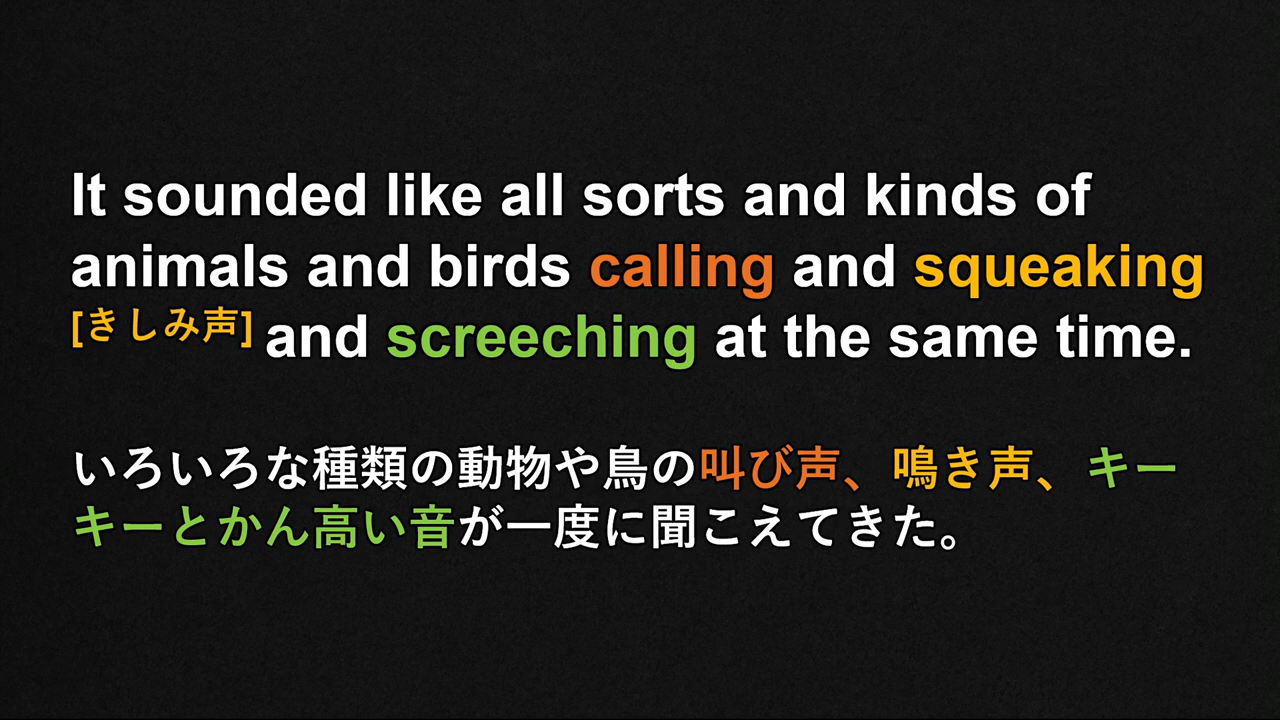 It sounded like all sorts and kinds of
animals and birds calling and squeaking
[きしみ声] and screeching at the same time.
いろいろな種類の動物や鳥の叫び声、鳴き声、キー
キーとかん高い音が一度に聞こえてきた。